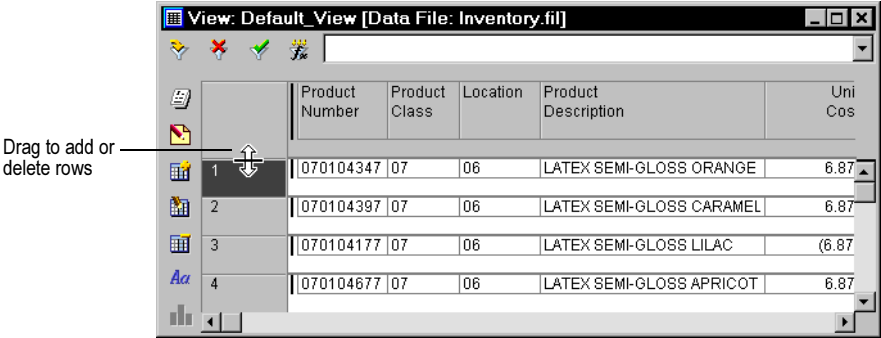 View: Default_View [Data File: Inventory.fil]
fx
Product Number Product Class Location Product Description Uni Cos
Drag to add or delete rows
1 070104347 07 06 LATEX SEMI-GLOSS ORANGE 6.87
2 070104397 07 06 LATEX SEMI-GLOSS CARAMEL 6.87
3 070104177 07 06 LATEX SEMI-GLOSS LILAC (6.87
Aα
4 070104677 07 06 LATEX SEMI-GLOSS APRICOT 6.87